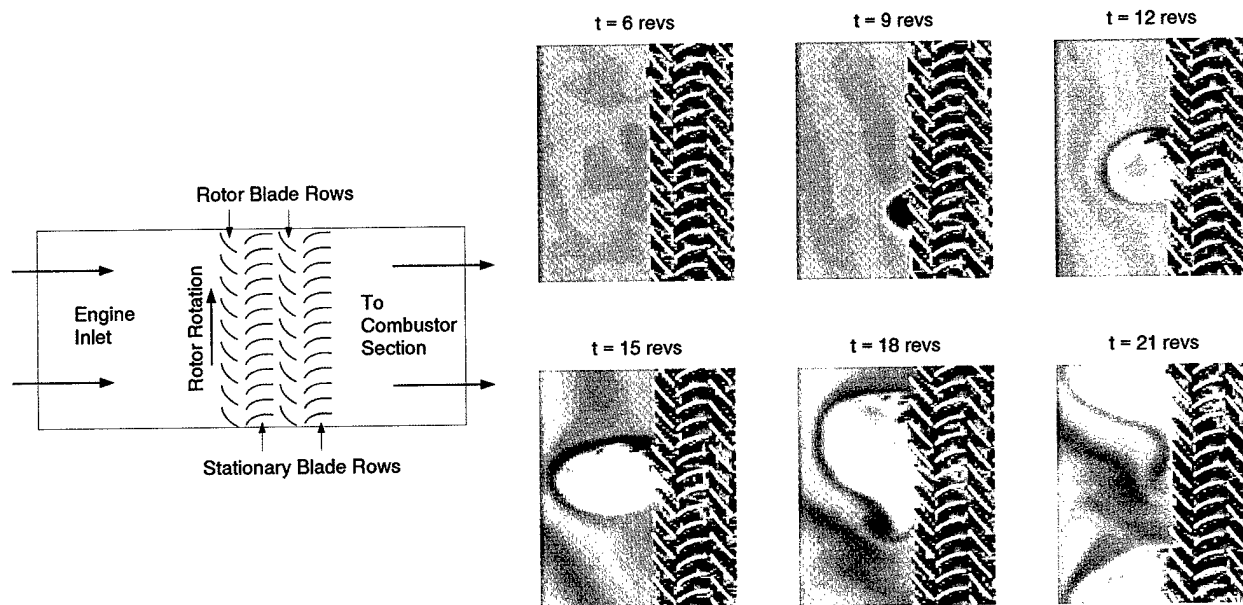 t = 6 revs
t = 9 revs
t = 12 revs
Rotor Blade Rows
Engine
Inlet
Rotor Rotation
To
Combustor
Section
Stationary Blade Rows
t = 15 revs
t = 18 revs
t = 21 revs